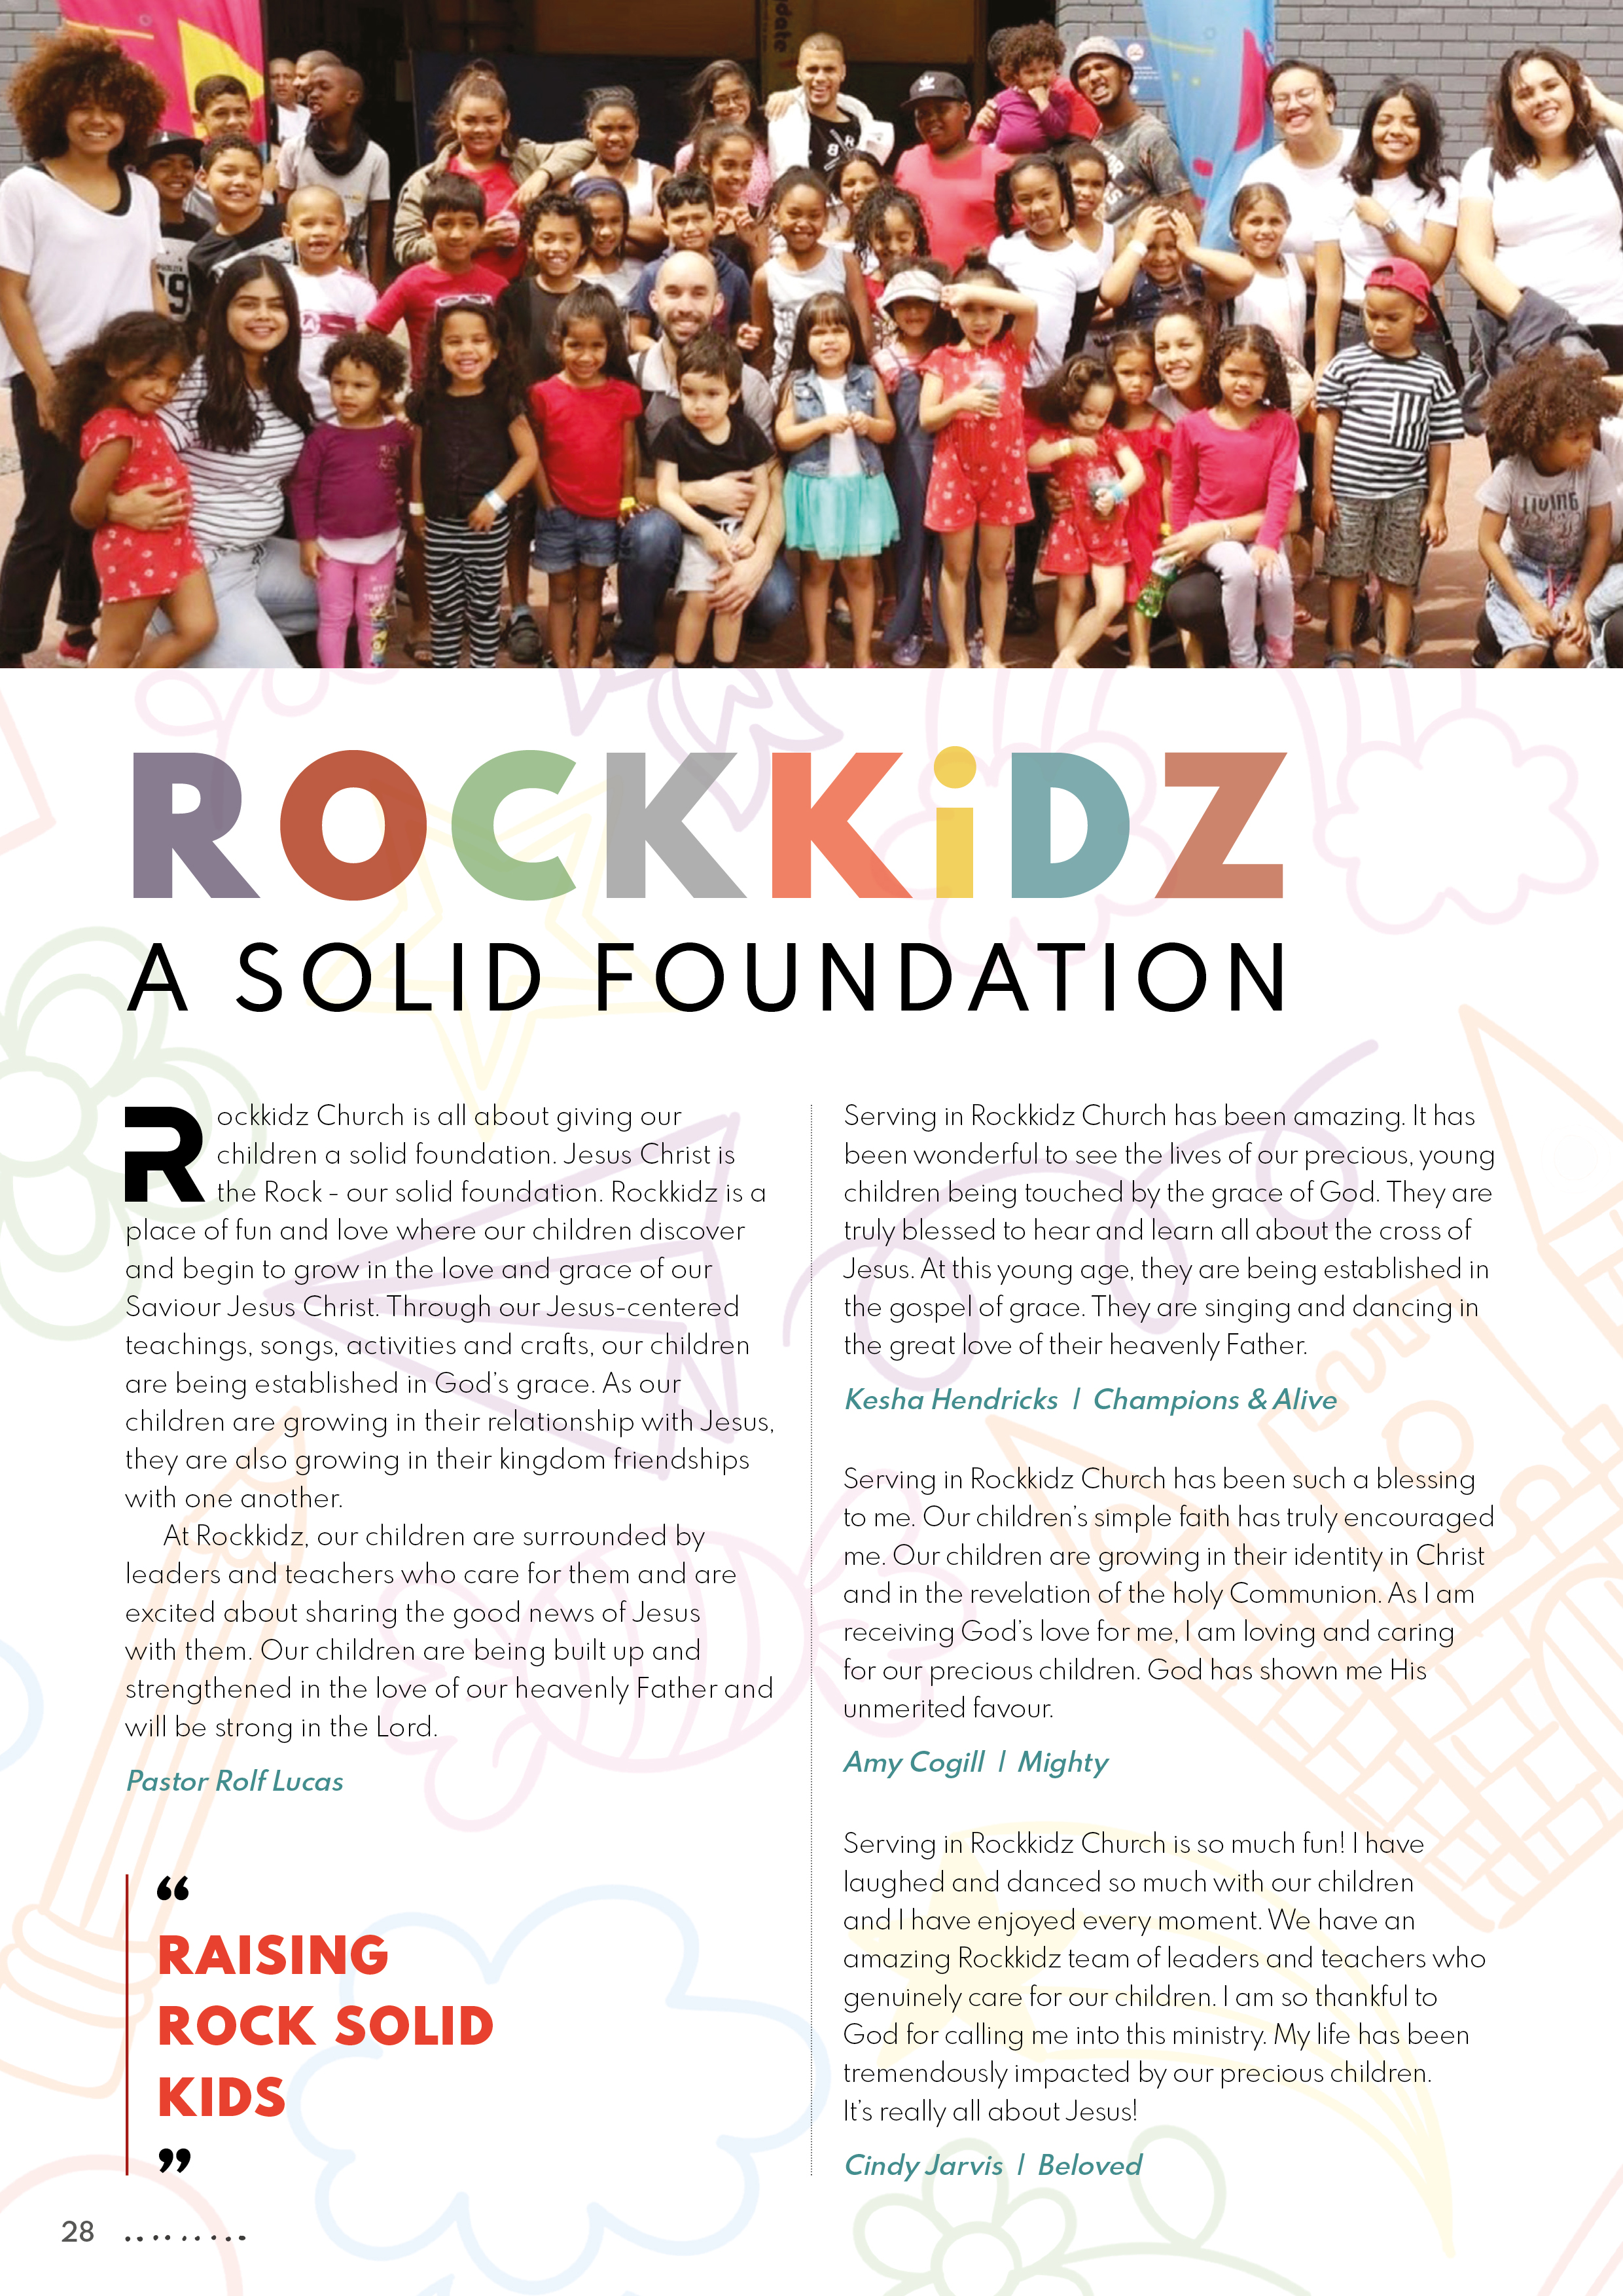 ROCKKiDZ
A SOLID FOUNDATION
Rockkidz Church is all about giving our
children a solid foundation. Jesus Christ is
the Rock - our solid foundation. Rockkidz is a
place of fun and love where our children discover
and begin to grow in the love and grace of our
Saviour Jesus Christ. Through our Jesus-centered
teachings, songs, activities and crafts, our children
are being established in God's grace. As our
children are growing in their relationship with Jesus,
they are also growing in their kingdom friendships
with one another.
At Rockkidz, our children are surrounded by
leaders and teachers who care for them and are
excited about sharing the good news of Jesus
with them. Our children are being built up and
strengthened in the love of our heavenly Father and
will be strong in the Lord.
Pastor Rolf Lucas
“
RAISING
ROCK SOLID
KIDS
”
Serving in Rockkidz Church has been amazing. It has
been wonderful to see the lives of our precious, young
children being touched by the grace of God. They are
truly blessed to hear and learn all about the cross of
Jesus. At this young age, they are being established in
the gospel of grace. They are singing and dancing in
the great love of their heavenly Father.
Kesha Hendricks | Champions & Alive
Serving in Rockkidz Church has been such a blessing
to me. Our children's simple faith has truly encouraged
me. Our children are growing in their identity in Christ
and in the revelation of the holy Communion. As I am
receiving God's love for me, I am loving and caring
for our precious children. God has shown me His
unmerited favour.
Amy Cogill | Mighty
Serving in Rockkidz Church is so much fun! I have
laughed and danced so much with our children
and I have enjoyed every moment. We have an
amazing Rockkidz team of leaders and teachers who
genuinely care for our children. I am so thankful to
God for calling me into this ministry. My life has been
tremendously impacted by our precious children.
It's really all about Jesus!
Cindy Jarvis | Beloved
28